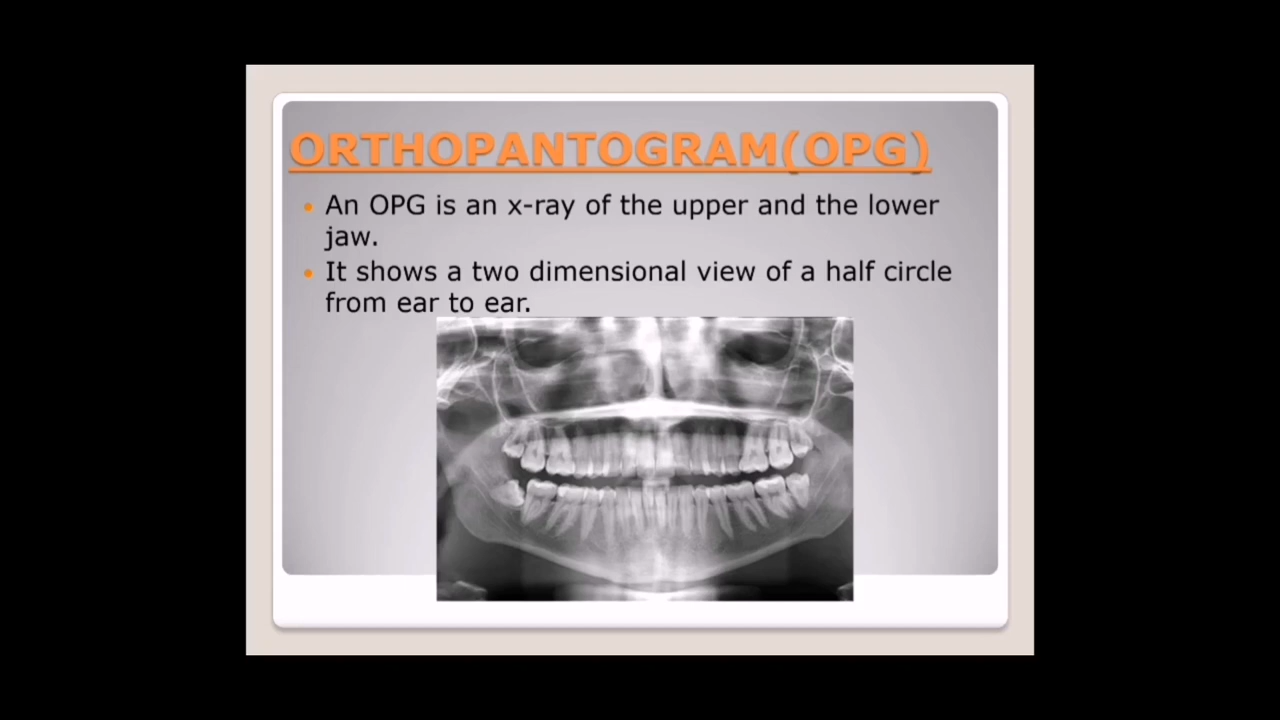 ORTHOPANTOGRAM(OPG)
An OPG is an x-ray of the upper and the lower
jaw.
It shows a two dimensional view of a half circle
from ear to ear.